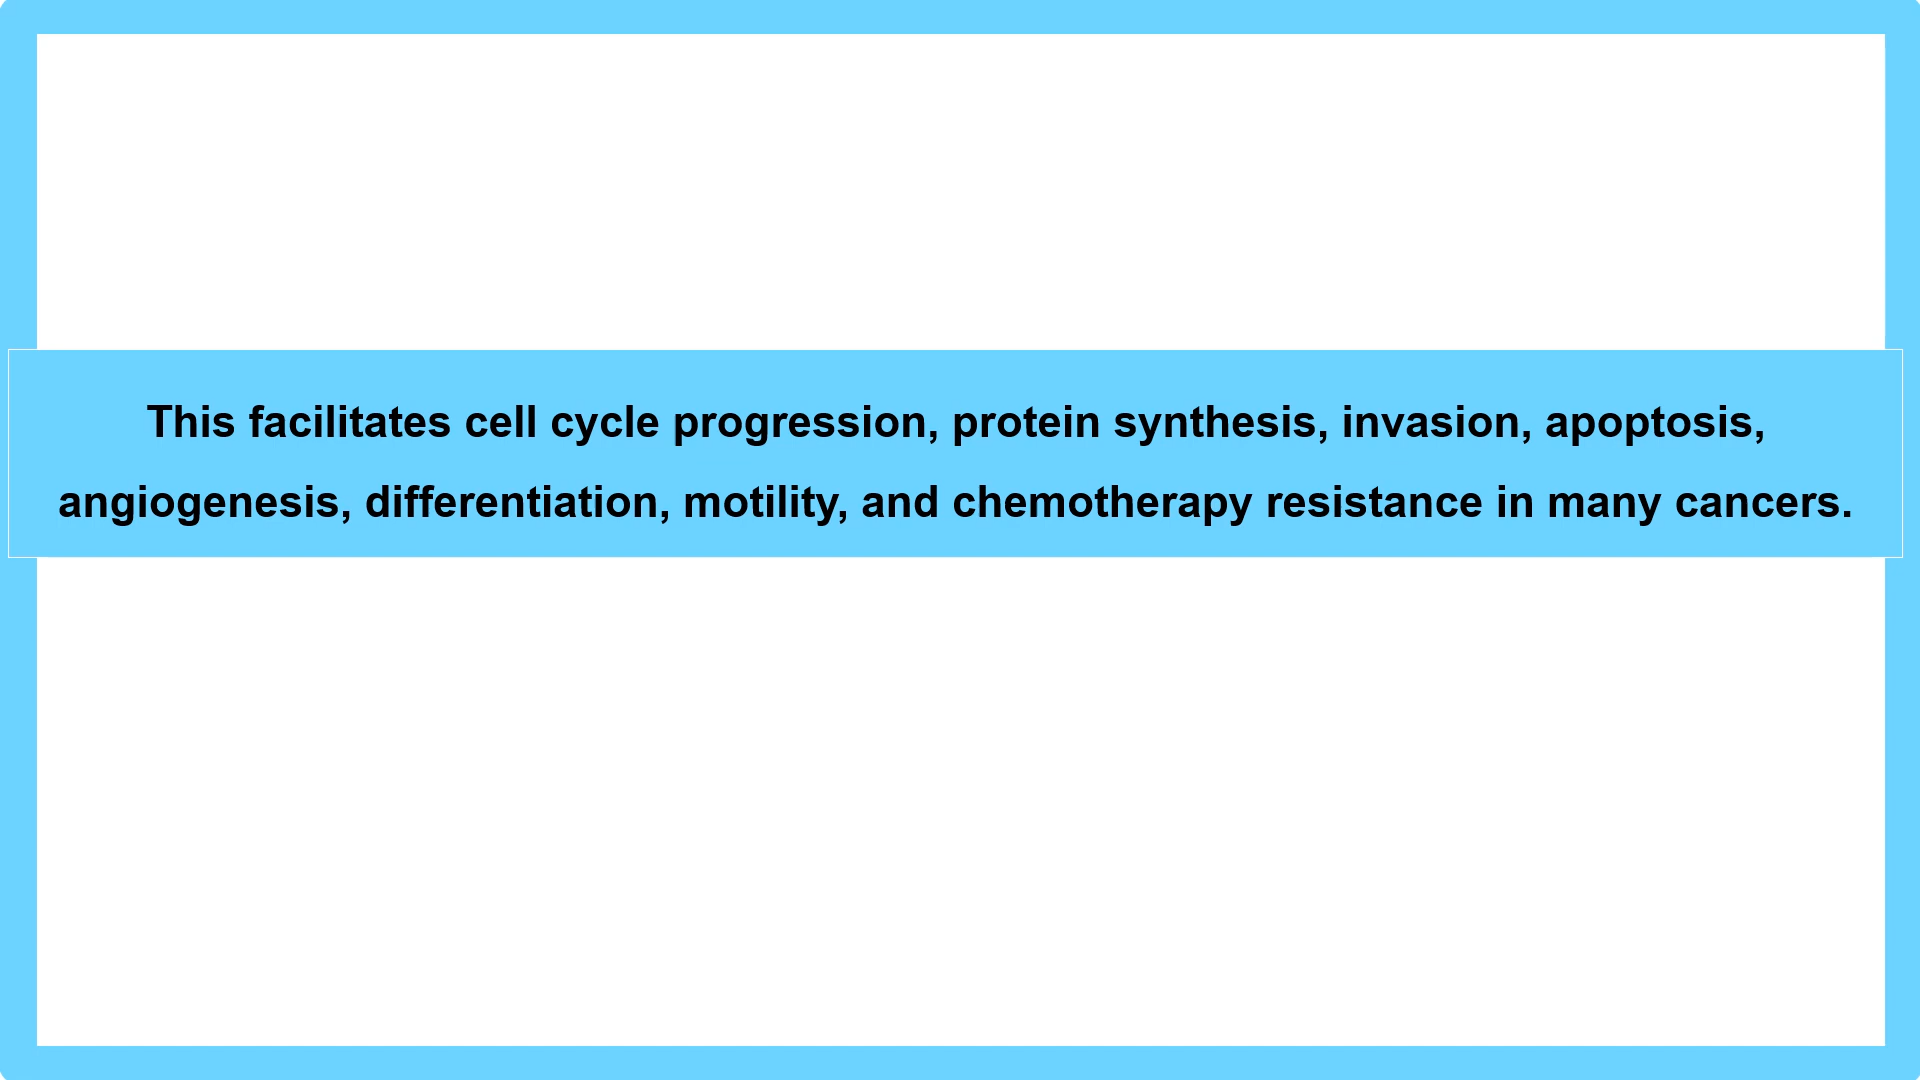 This facilitates cell cycle progression, protein synthesis, invasion, apoptosis,
angiogenesis, differentiation, motility, and chemotherapy resistance in many cancers.